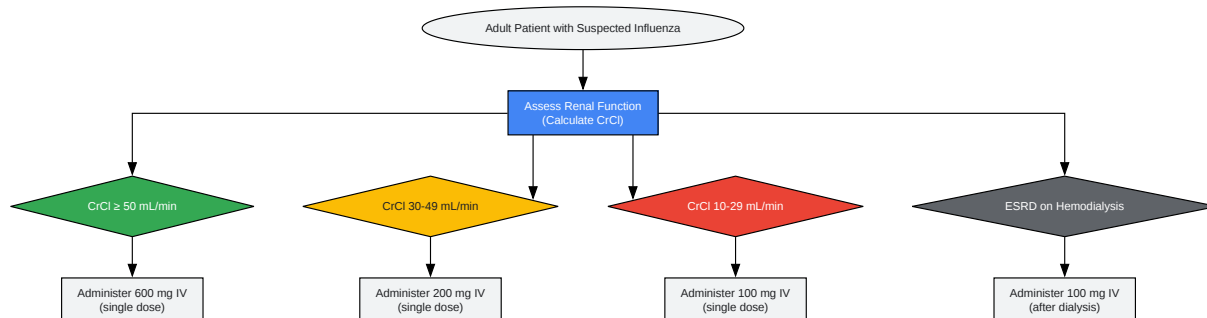 Adult Patient with Suspected Influenza
Assess Renal Function
(Calculate CrCl)
CrCl ≥ 50 mL/min
CrCl 30-49 mL/min
CrCl 10-29 mL/min
ESRD on Hemodialysis
Administer 600 mg IV
(single dose)
Administer 200 mg IV
(single dose)
Administer 100 mg IV
(single dose)
Administer 100 mg IV
(after dialysis)